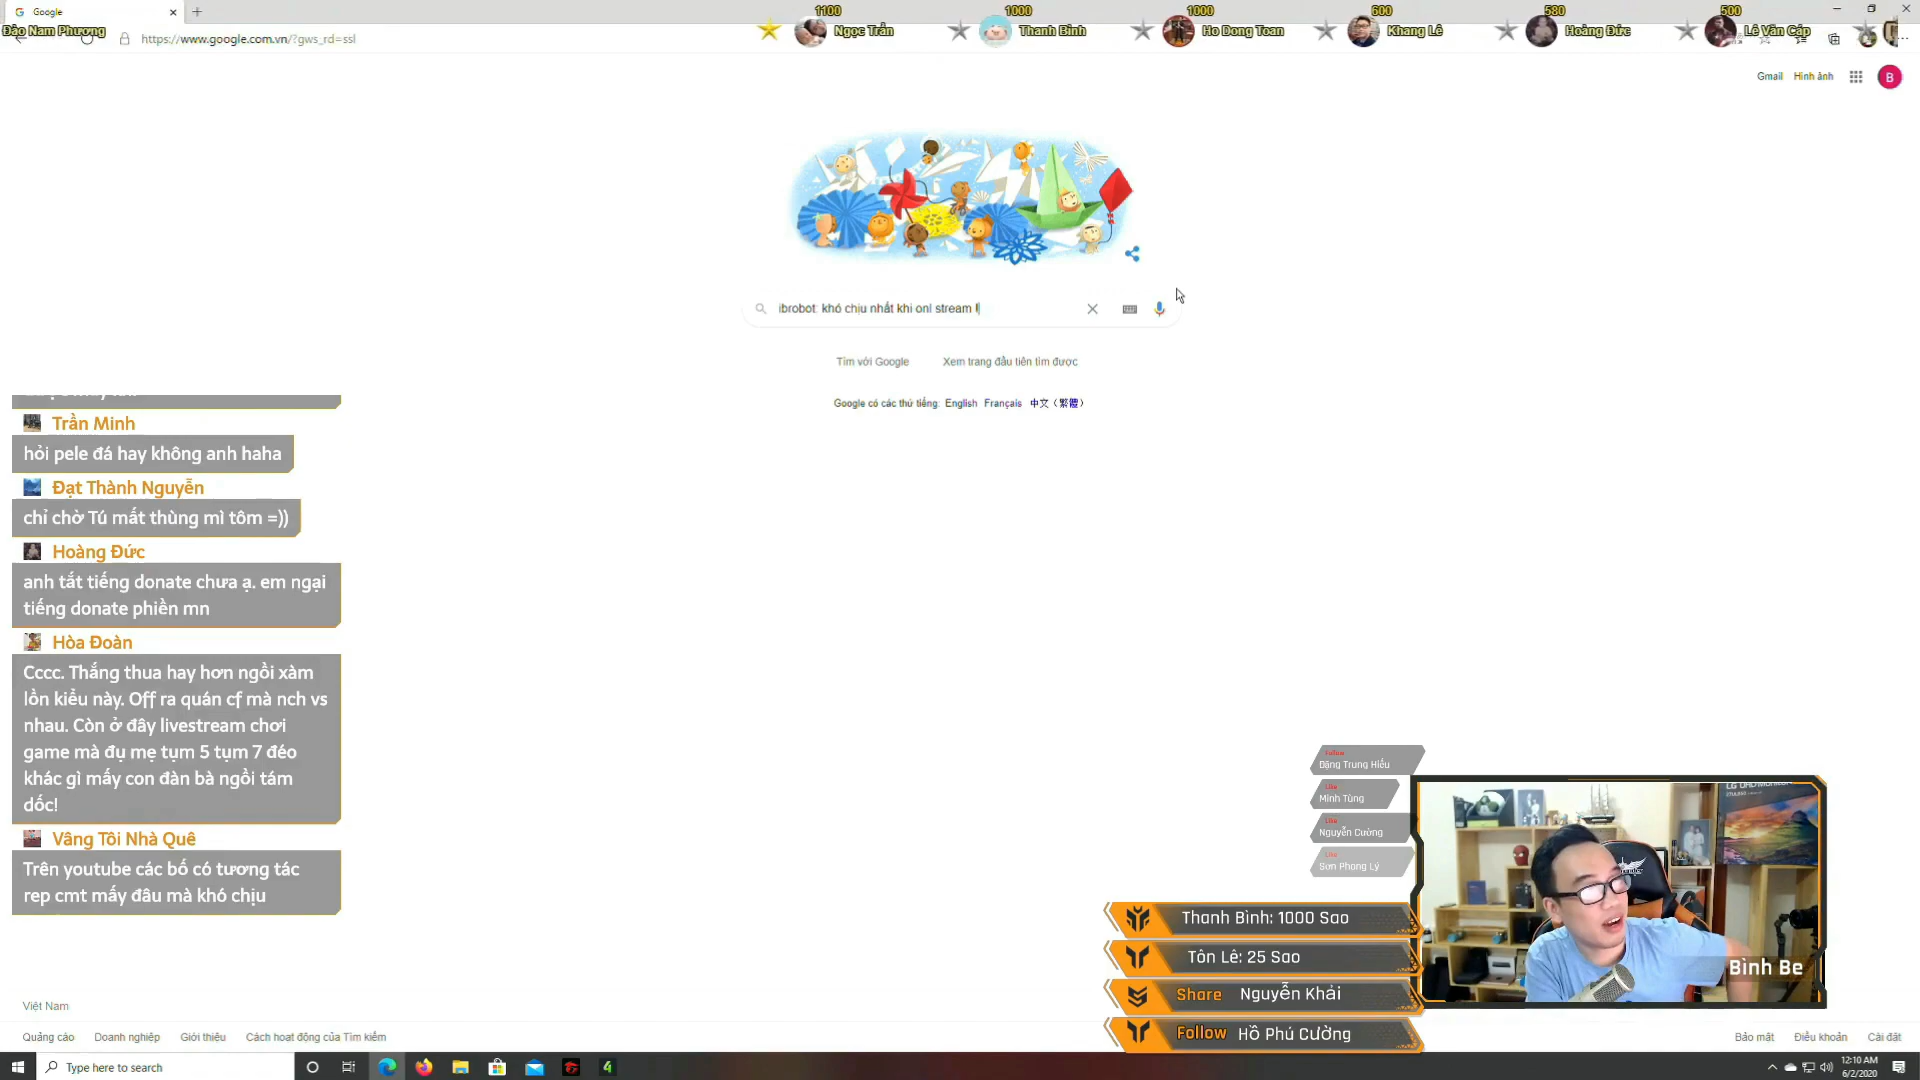 Google
1100
1000
1000
600
580
500
Đào Nam Phương
Ngọc Trần
Thanh Bình
Ho Dong Toan
Khang Lê
Hoàng Đức
Lê Văn Cáp
https://www.google.com.vn/?gws_rd=ssl
Gmail Hình ảnh
B
ibrobot: khó chịu nhất khi onl stream l
Tìm với Google
Xem trang đầu tiên tìm được
Google có các thứ tiếng: English Français 中文（繁體）
Trần Minh
hỏi pele đá hay không anh haha
Đạt Thành Nguyễn
chỉ chờ Tú mất thùng mì tôm =))
Hoàng Đức
anh tắt tiếng donate chưa ạ. em ngại
tiếng donate phiền mn
Hòa Đoàn
Cccc. Thắng thua hay hơn ngồi xàm
lồn kiểu này. Off ra quán cf mà nch vs
nhau. Còn ở đây livestream chơi
game mà đụ mẹ tụm 5 tụm 7 đéo
khác gì mấy con đàn bà ngồi tám
dốc!
Vâng Tôi Nhà Quê
Trên youtube các bố có tương tác
rep cmt mấy đâu mà khó chịu
Follow
Đặng Trung Hiếu
Like
Minh Tùng
Like
Nguyễn Cường
Like
Sơn Phong Lý
Thanh Bình: 1000 Sao
Tôn Lê: 25 Sao
Share Nguyễn Khải
Follow Hồ Phú Cường
Bình Be
Việt Nam
Quảng cáo
Doanh nghiệp
Giới thiệu
Cách hoạt động của Tìm kiếm
Bảo mật
Điều khoản
Cài đặt
Type here to search
12:10 AM
6/2/2020